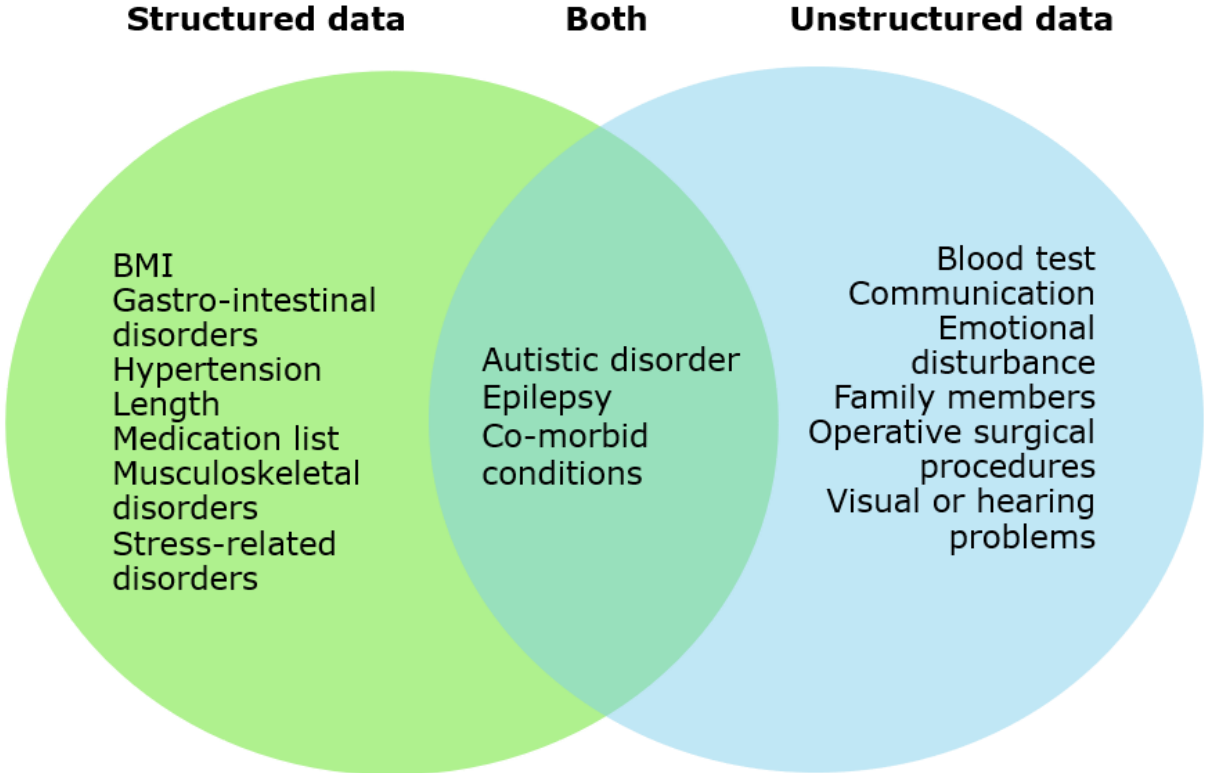 Structured data
Both
Unstructured data
BMI
Gastro-intestinal
disorders
Hypertension
Length
Medication list
Musculoskeletal
disorders
Stress-related
disorders
Autistic disorder
Epilepsy
Co-morbid
conditions
Blood test
Communication
Emotional
disturbance
Family members
Operative surgical
procedures
Visual or hearing
problems